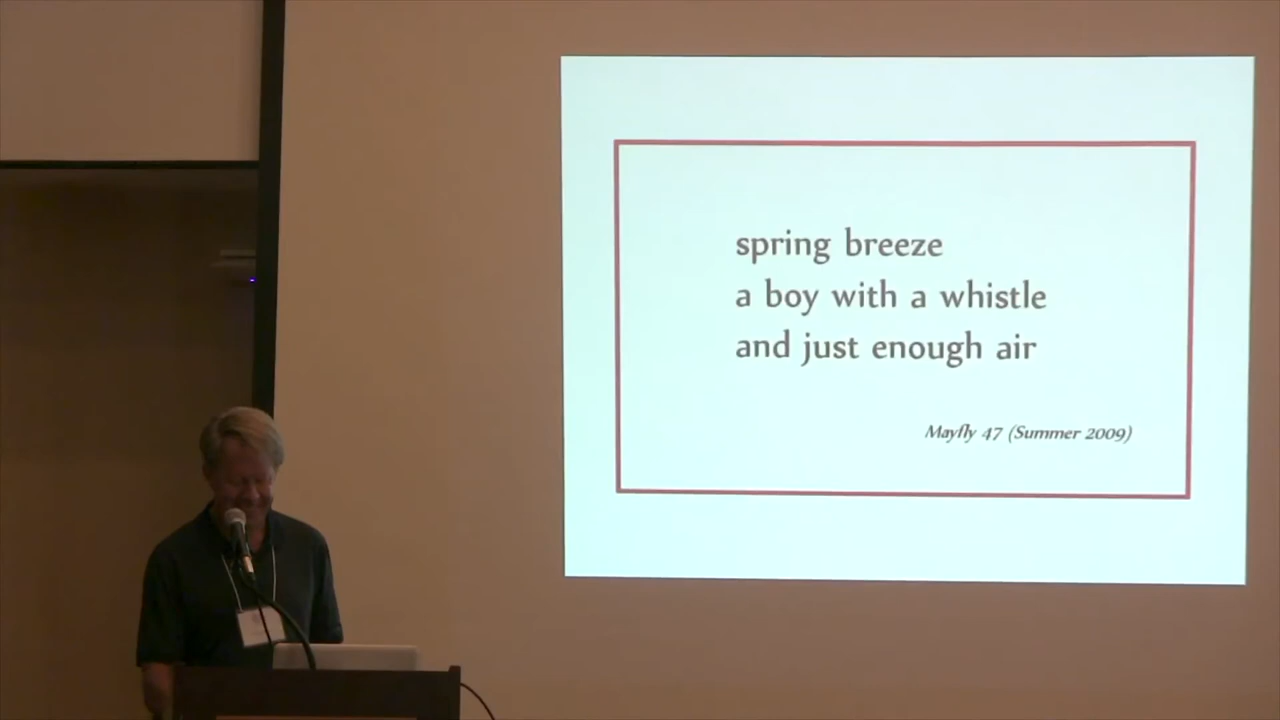 spring breeze
a boy with a whistle
and just enough air
Mayfly 47 (Summer 2009)